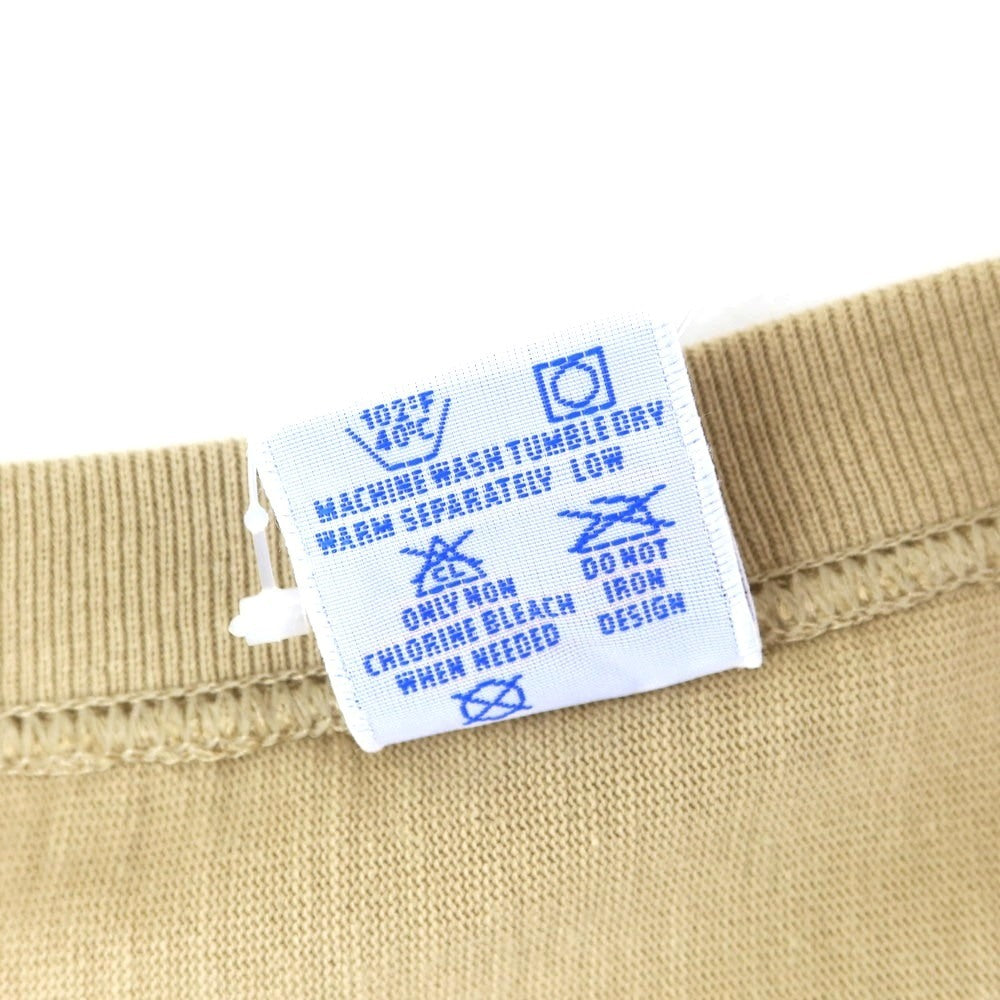 102°F
40°C
MACHINE WASH TUMBLE DRY
WARM SEPARATELY LOW
CL
ONLY NON
CHLORINE BLEACH
WHEN NEEDED
DO NOT
IRON
DESIGN